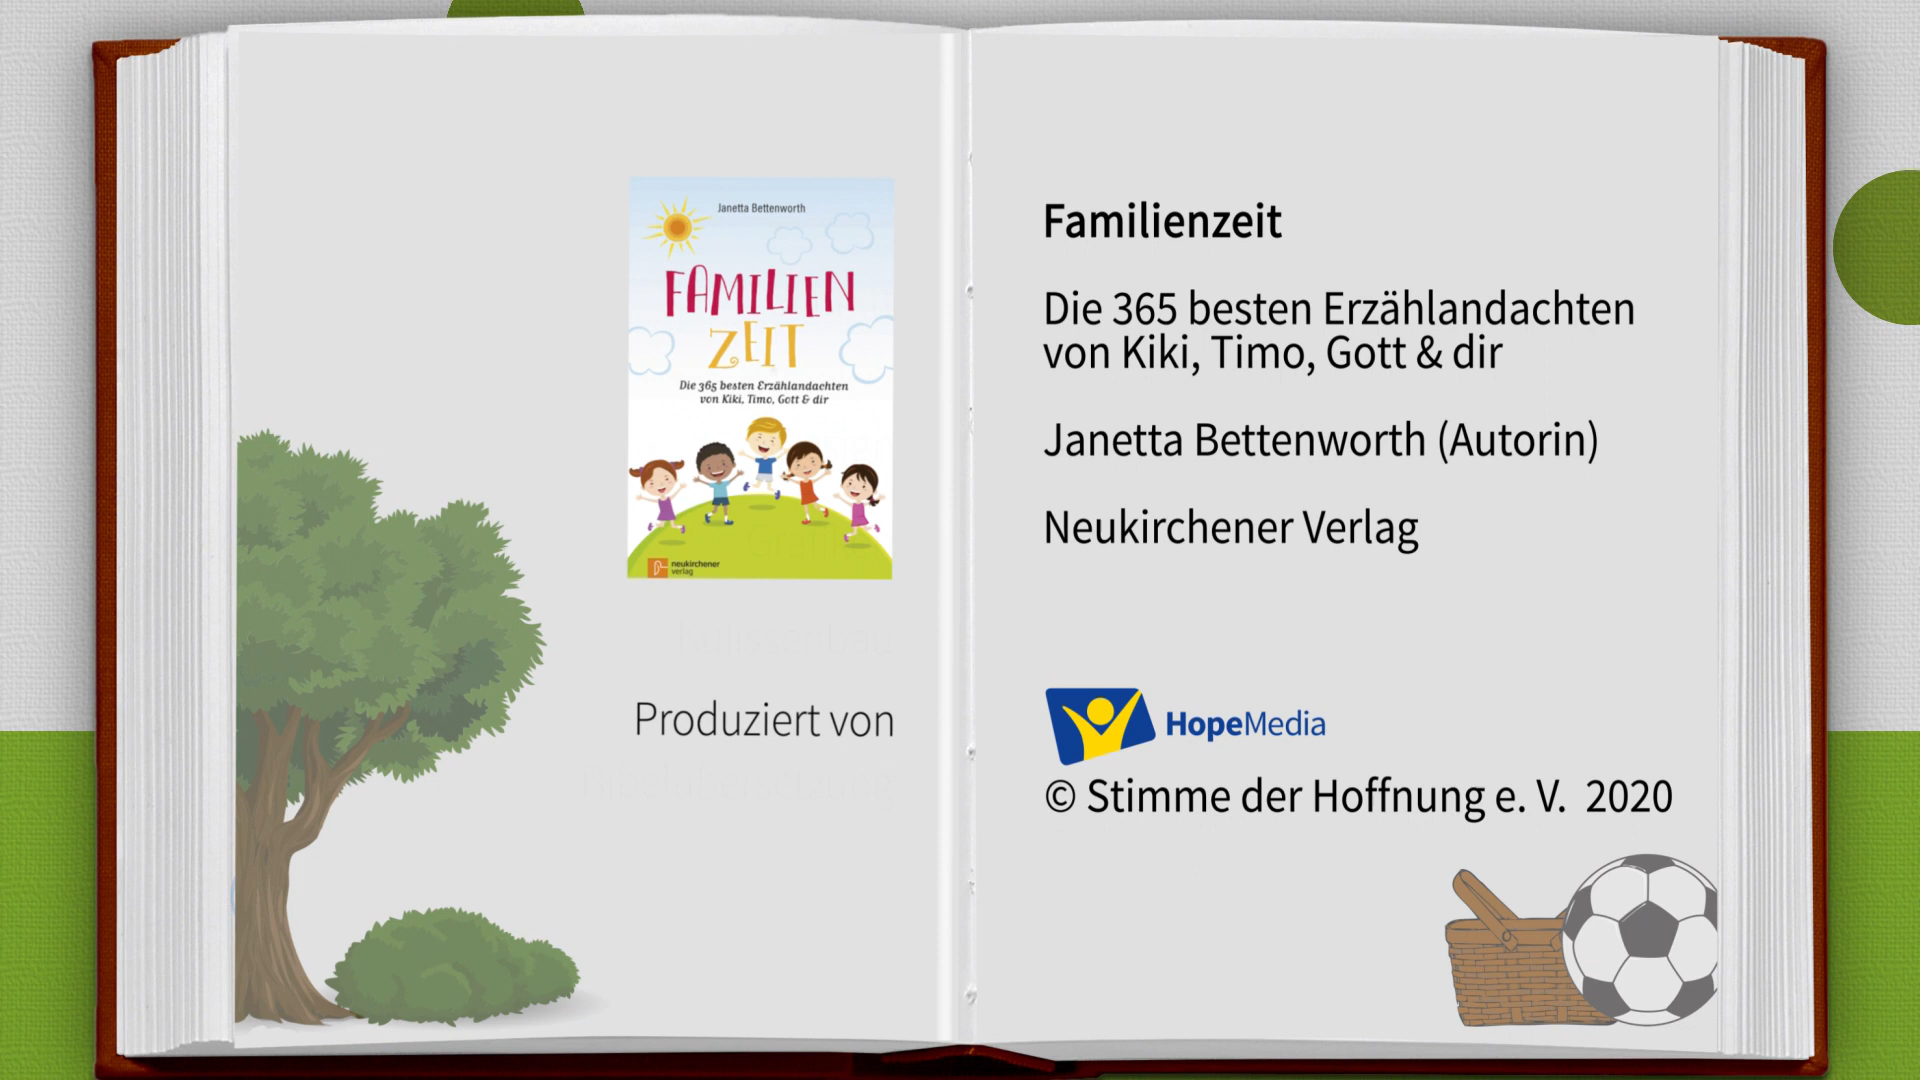 Janetta Bettenworth
FAMILIEN
ZEIT
Die 365 besten Erzählandachten
von Kiki, Timo, Gott & dir
neukirchener
verlag
Produziert von
Familienzeit
Die 365 besten Erzählandachten
von Kiki, Timo, Gott & dir
Janetta Bettenworth (Autorin)
Neukirchener Verlag
HopeMedia
© Stimme der Hoffnung e. V. 2020